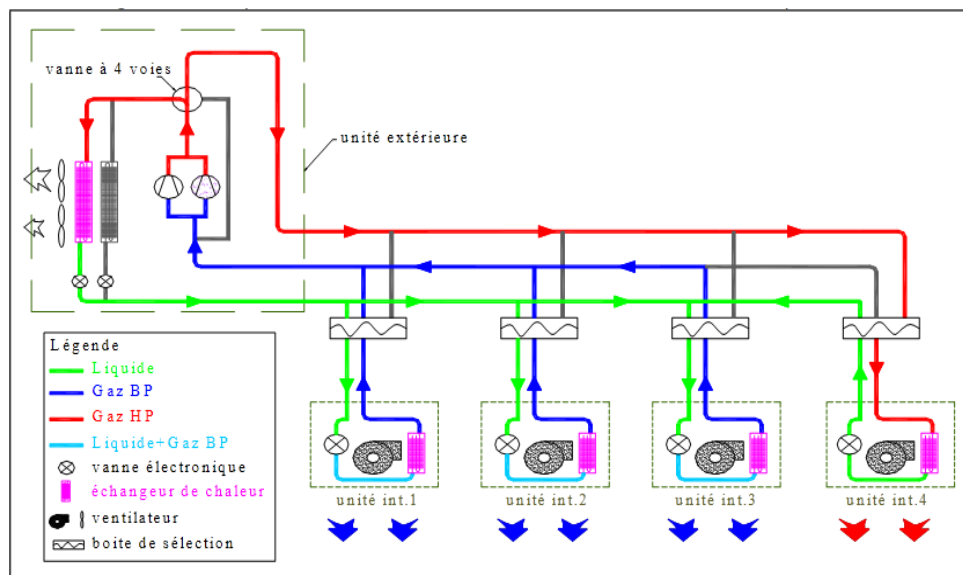 vanne à 4 voies
unité extérieure
Légende
Liquide
Gaz BP
Gaz HP
Liquide+Gaz BP
vanne électronique
échangeur de chaleur
ventilateur
boite de sélection
unité int.1
unité int.2
unité int.3
unité int.4